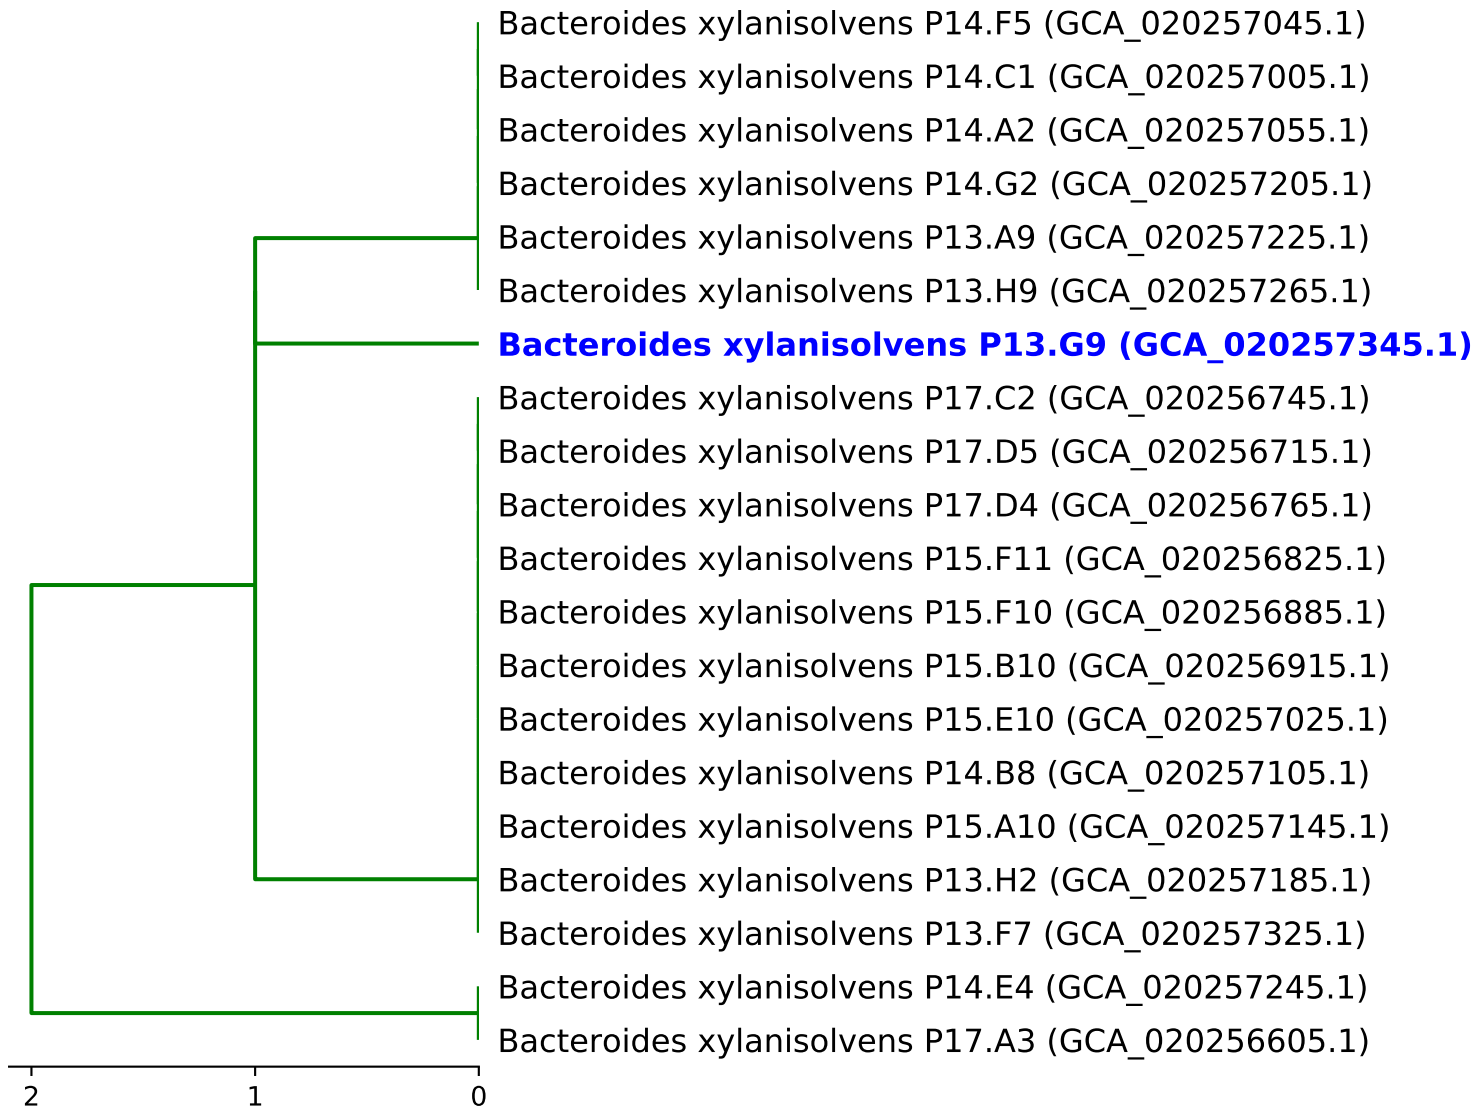 Bacteroides xylanisolvens P14.F5 (GCA_020257045.1)
Bacteroides xylanisolvens P14.C1 (GCA_020257005.1)
Bacteroides xylanisolvens P14.A2 (GCA_020257055.1)
Bacteroides xylanisolvens P14.G2 (GCA_020257205.1)
Bacteroides xylanisolvens P13.A9 (GCA_020257225.1)
Bacteroides xylanisolvens P13.H9 (GCA_020257265.1)
Bacteroides xylanisolvens P13.G9 (GCA_020257345.1)
Bacteroides xylanisolvens P17.C2 (GCA_020256745.1)
Bacteroides xylanisolvens P17.D5 (GCA_020256715.1)
Bacteroides xylanisolvens P17.D4 (GCA_020256765.1)
Bacteroides xylanisolvens P15.F11 (GCA_020256825.1)
Bacteroides xylanisolvens P15.F10 (GCA_020256885.1)
Bacteroides xylanisolvens P15.B10 (GCA_020256915.1)
Bacteroides xylanisolvens P15.E10 (GCA_020257025.1)
Bacteroides xylanisolvens P14.B8 (GCA_020257105.1)
Bacteroides xylanisolvens P15.A10 (GCA_020257145.1)
Bacteroides xylanisolvens P13.H2 (GCA_020257185.1)
Bacteroides xylanisolvens P13.F7 (GCA_020257325.1)
Bacteroides xylanisolvens P14.E4 (GCA_020257245.1)
Bacteroides xylanisolvens P17.A3 (GCA_020256605.1)
2 1 0